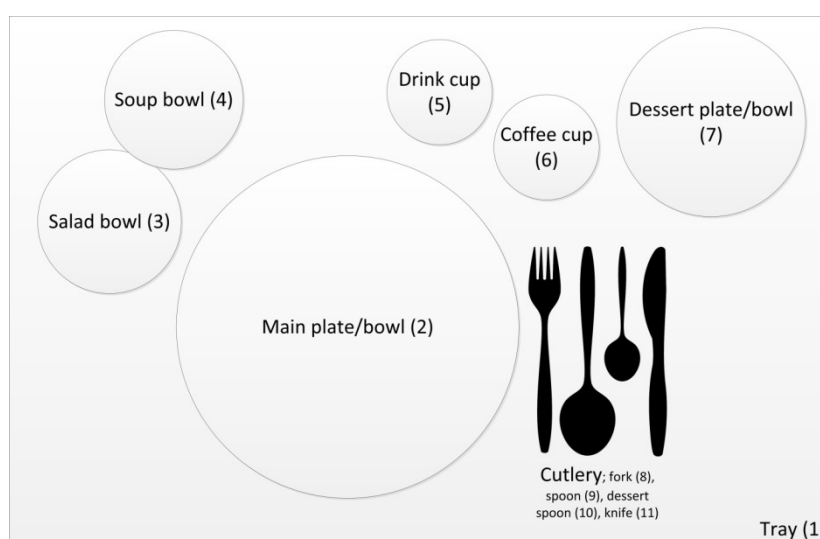 Soup bowl (4)
Drink cup
(5)
Dessert plate/bowl
(7)
Coffee cup
(6)
Salad bowl (3)
Main plate/bowl (2)
Cutlery; fork (8),
spoon (9), dessert
spoon (10), knife (11)
Tray (1